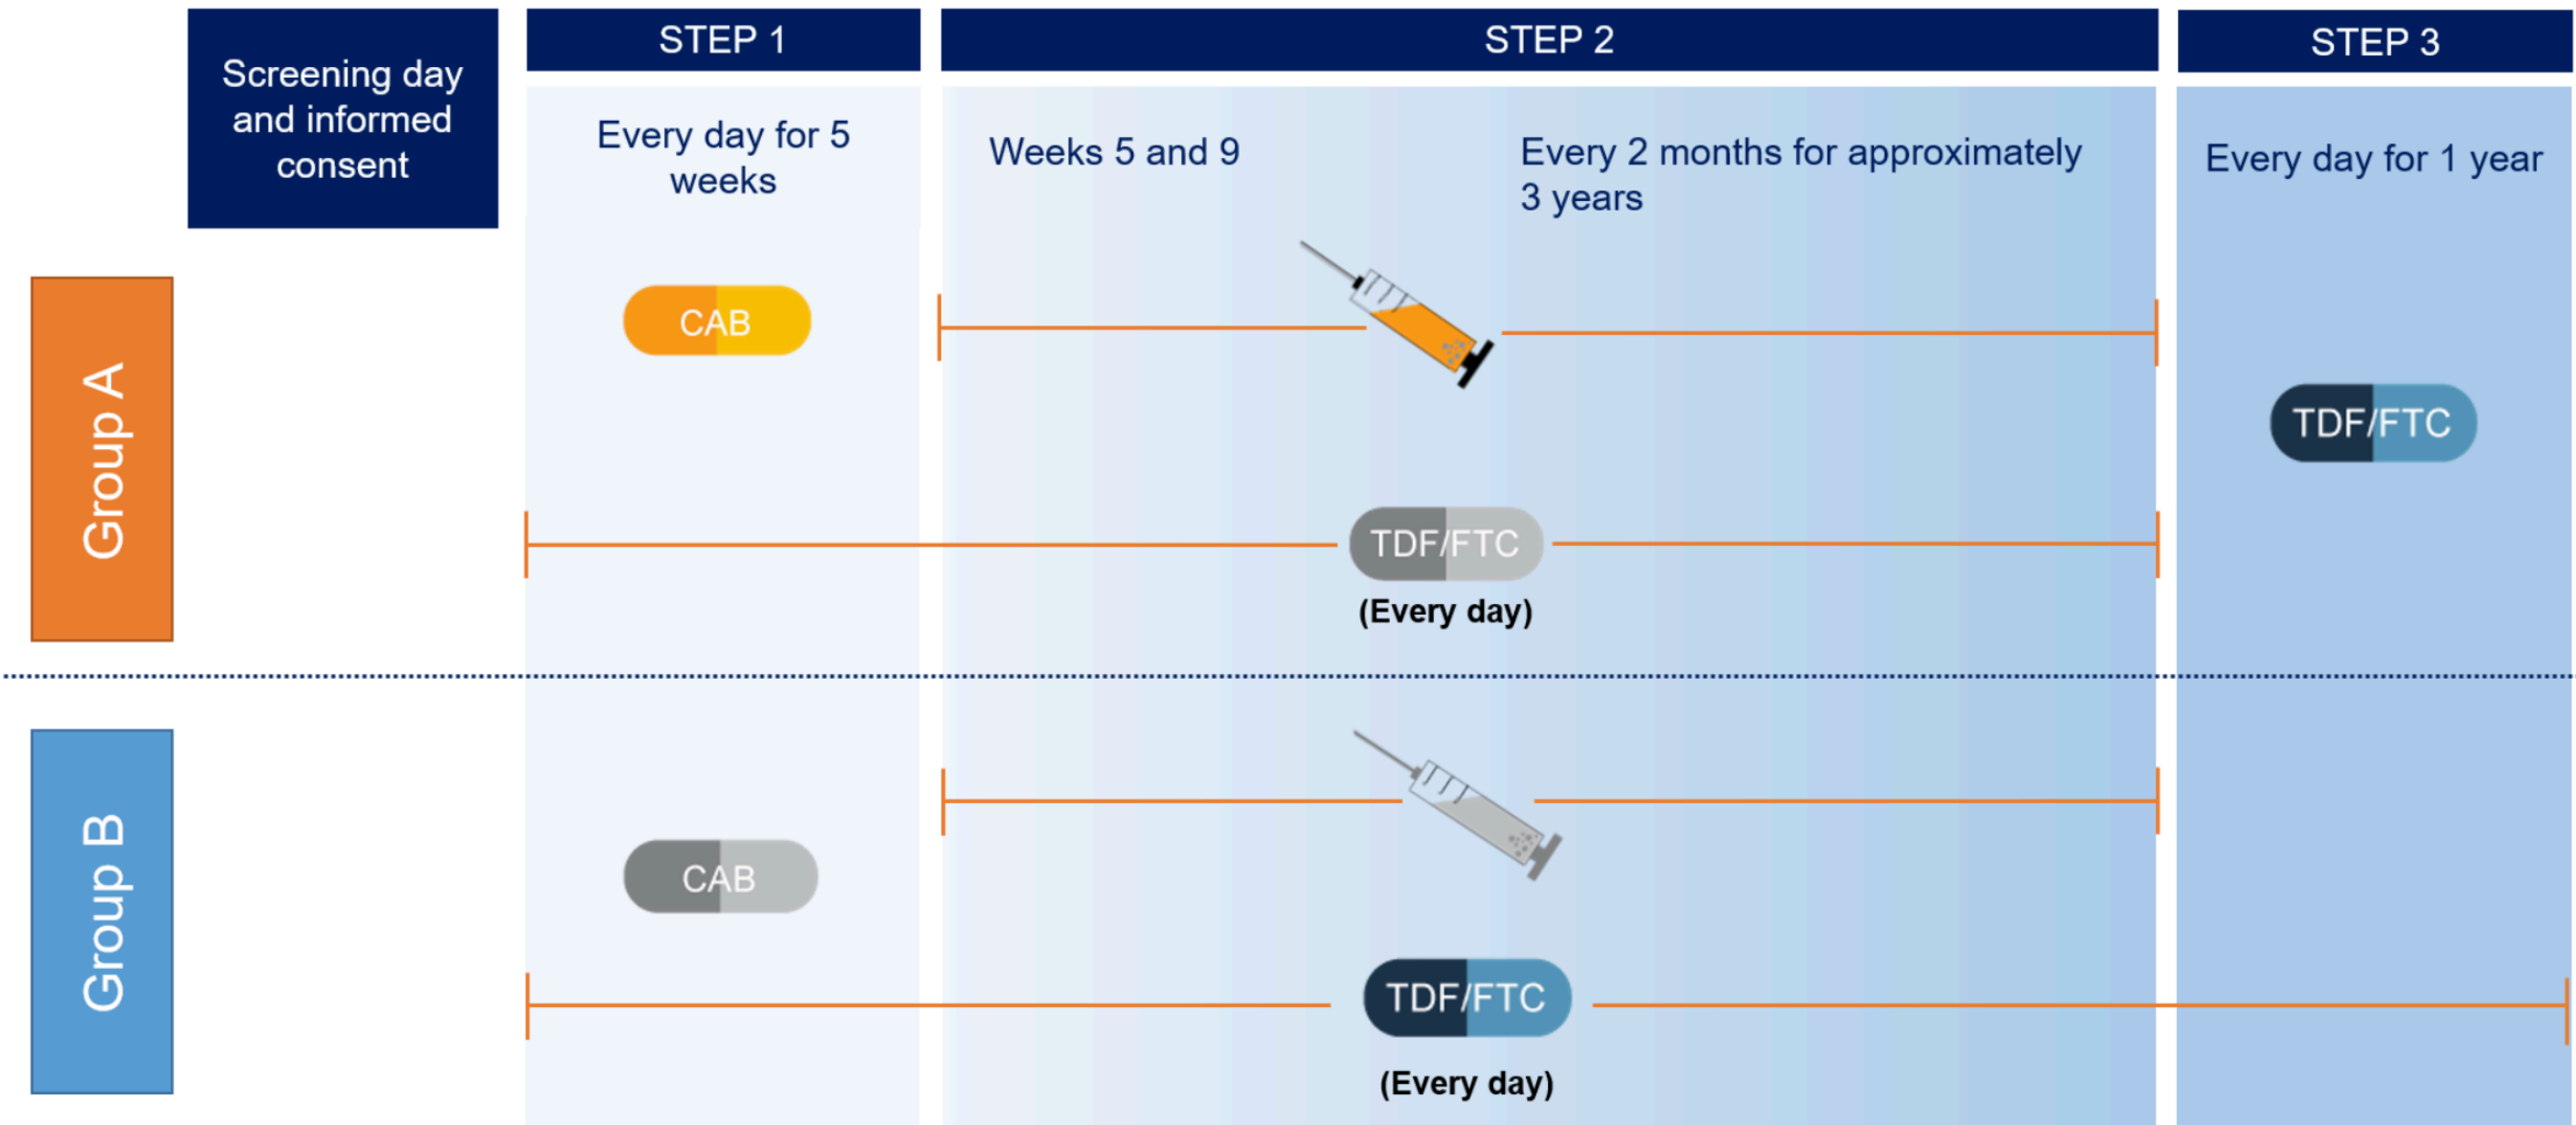 Screening day
and informed
consent
STEP 1
STEP 2
STEP 3
Every day for 5
weeks
Weeks 5 and 9
Every 2 months for approximately
3 years
Every day for 1 year
Group A
CAB
TDF/FTC
TDF/FTC
(Every day)
Group B
CAB
TDF/FTC
(Every day)